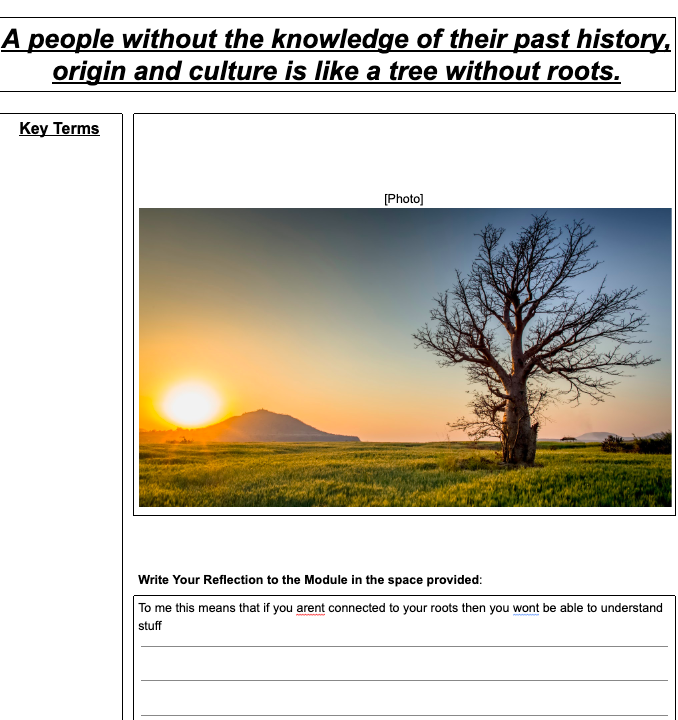 A people without the knowledge of their past history,
origin and culture is like a tree without roots.
Key Terms
[Photo]
Write Your Reflection to the Module in the space provided:
To me this means that if you arent connected to your roots then you wont be able to understand
stuff